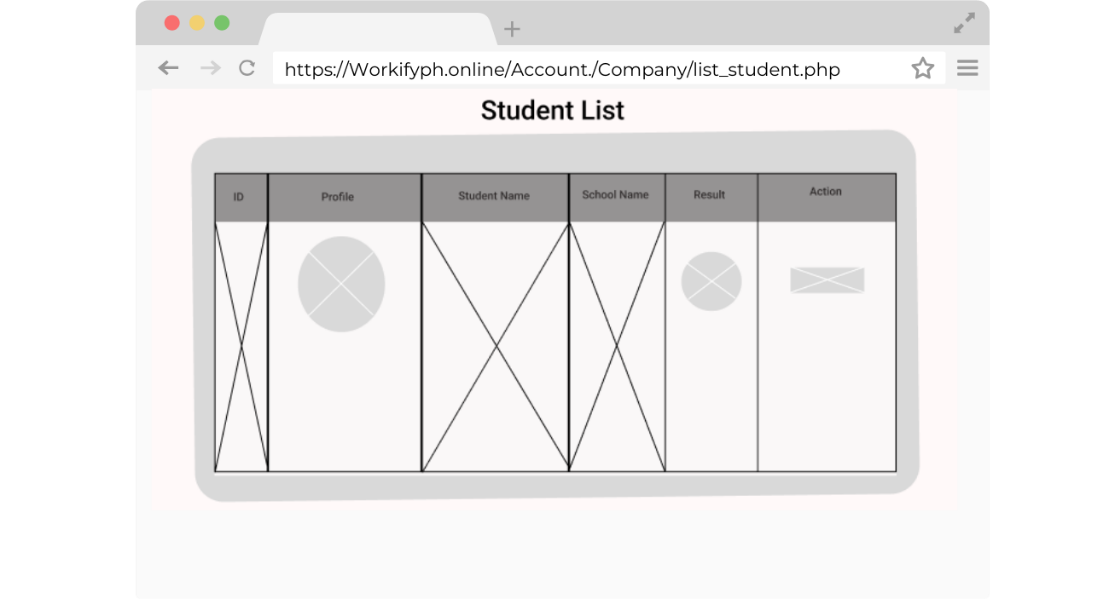 https://Workifyph.online/Account./Company/list_student.php
Student List
ID Profile Student Name School Name Result Action